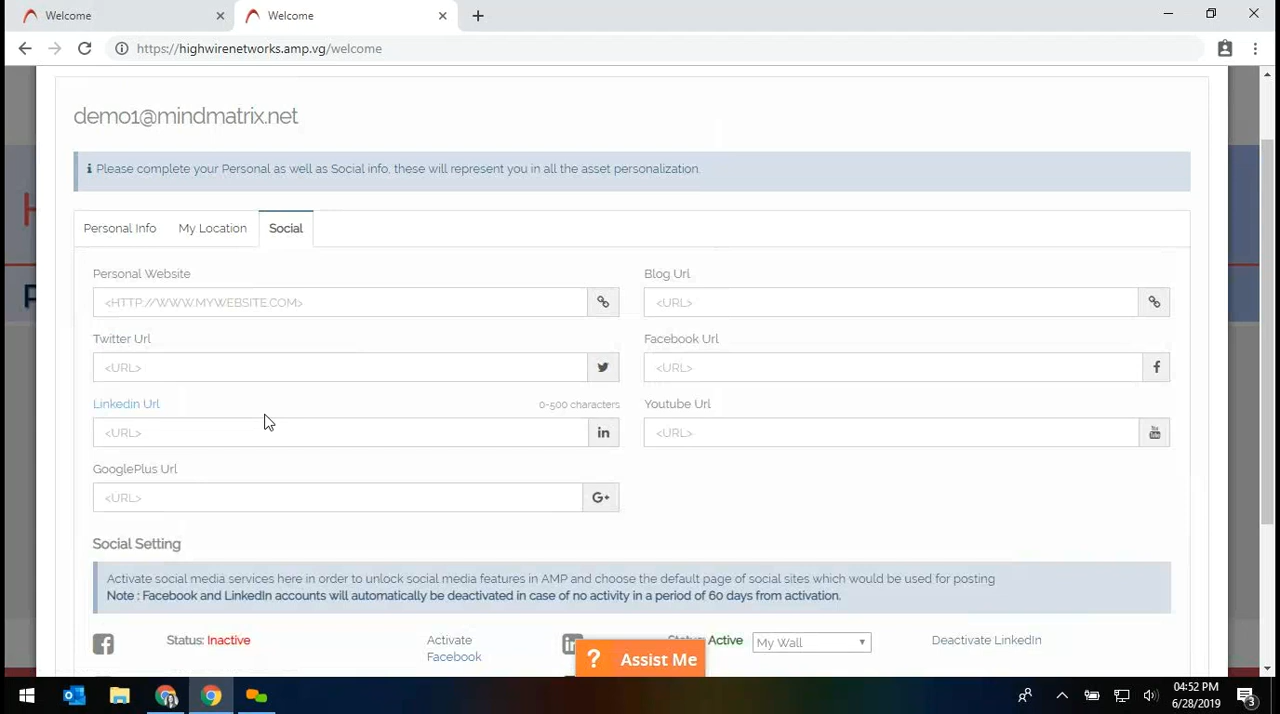 Welcome
Welcome
https://highwirenetworks.amp.vg/welcome
demo1@mindmatrix.net
Please complete your Personal as well as Social info, these will represent you in all the asset personalization.
Personal Info My Location Social
Personal Website
<HTTP://WWW.MYWEBSITE.COM>
Blog Url
<URL>
Twitter Url
<URL>
Facebook Url
<URL>
Linkedin Url 0-500 characters
<URL>
Youtube Url
<URL>
GooglePlus Url
<URL>
G+
Social Setting
Activate social media services here in order to unlock social media features in AMP and choose the default page of social sites which would be used for posting
Note : Facebook and LinkedIn accounts will automatically be deactivated in case of no activity in a period of 60 days from activation.
Status: Inactive
Activate
Facebook
Active
My Wall
Deactivate LinkedIn
? Assist Me
04:52 PM
6/28/2019
3